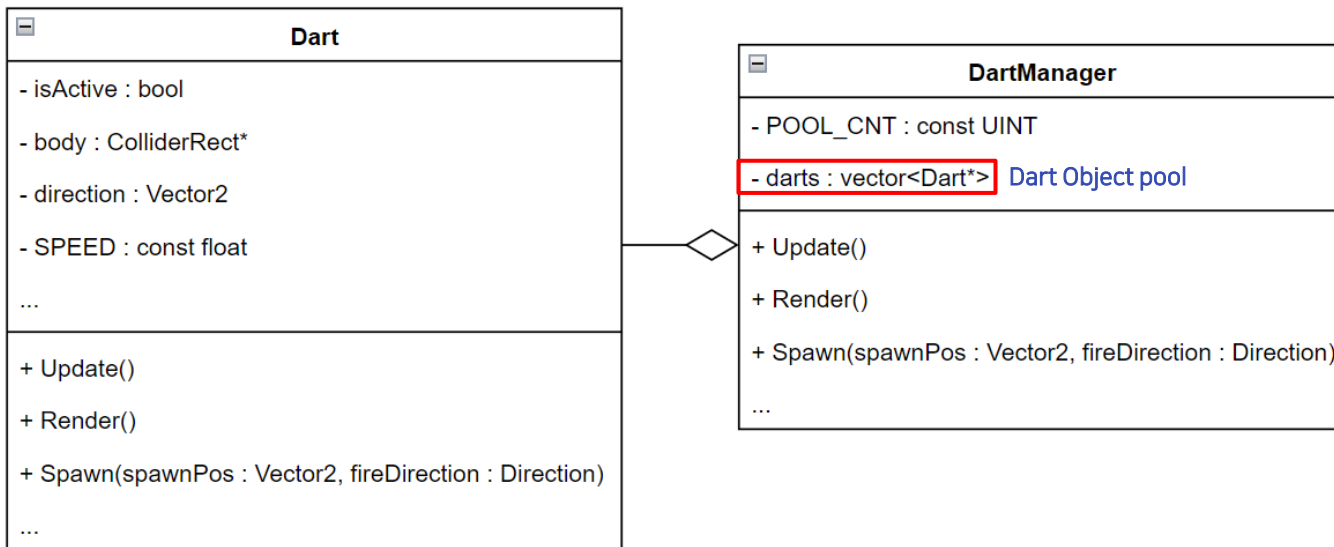 Dart
- isActive : bool
- body : ColliderRect*
- direction : Vector2
- SPEED : const float
...
+ Update()
+ Render()
+ Spawn(spawnPos : Vector2, fireDirection : Direction)
...
DartManager
- POOL_CNT : const UINT
- darts : vector<Dart*> Dart Object pool
+ Update()
+ Render()
+ Spawn(spawnPos : Vector2, fireDirection : Direction)
...